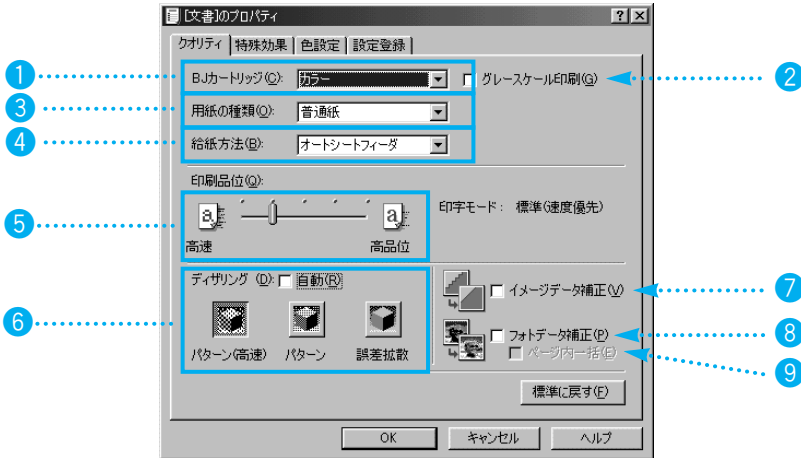 [文書]のプロパティ
クオリティ 特殊効果 色設定 設定登録
① BJカートリッジ(C): カラー グレースケール印刷(G) ②
③ 用紙の種類(O): 普通紙
④ 給紙方法(B): オートシートフィーダ
印刷品位(Q):
⑤ a a 印字モード: 標準(速度優先)
高速 高品位
⑥ ディザリング (D): 自動(R)
イメージデータ補正(V) ⑦
フォトデータ補正(P) ⑧
パターン(高速) パターン 誤差拡散 ページ内一括(E) ⑨
標準に戻す(F)
OK キャンセル ヘルプ